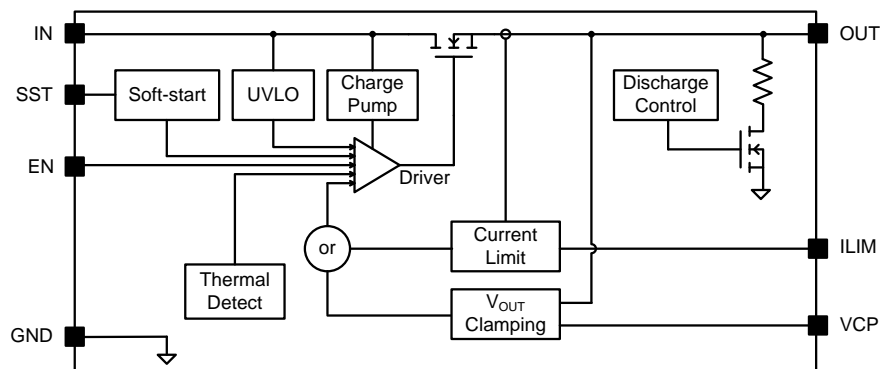 IN
OUT
SST
Soft-start
UVLO
Charge
Pump
Discharge
Control
EN
Driver
or
Current
Limit
ILIM
Thermal
Detect
VOUT
Clamping
GND
VCP